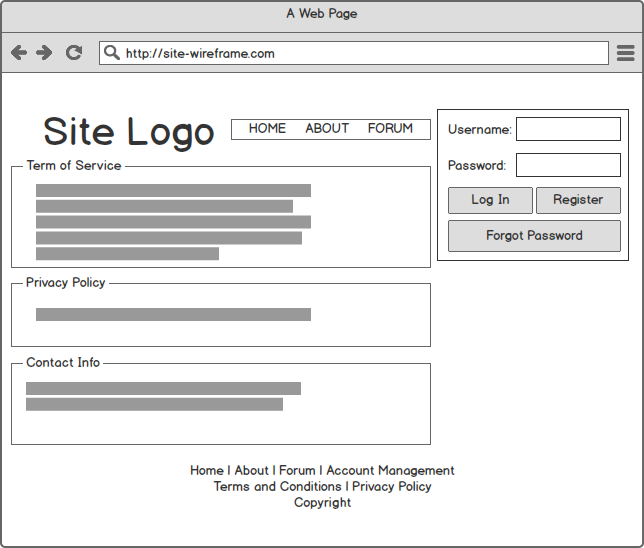 A Web Page
http://site-wireframe.com
Site Logo
HOME ABOUT FORUM
Username:
Password:
Log In Register
Forgot Password
Term of Service
Privacy Policy
Contact Info
Home | About | Forum | Account Management
Terms and Conditions | Privacy Policy
Copyright